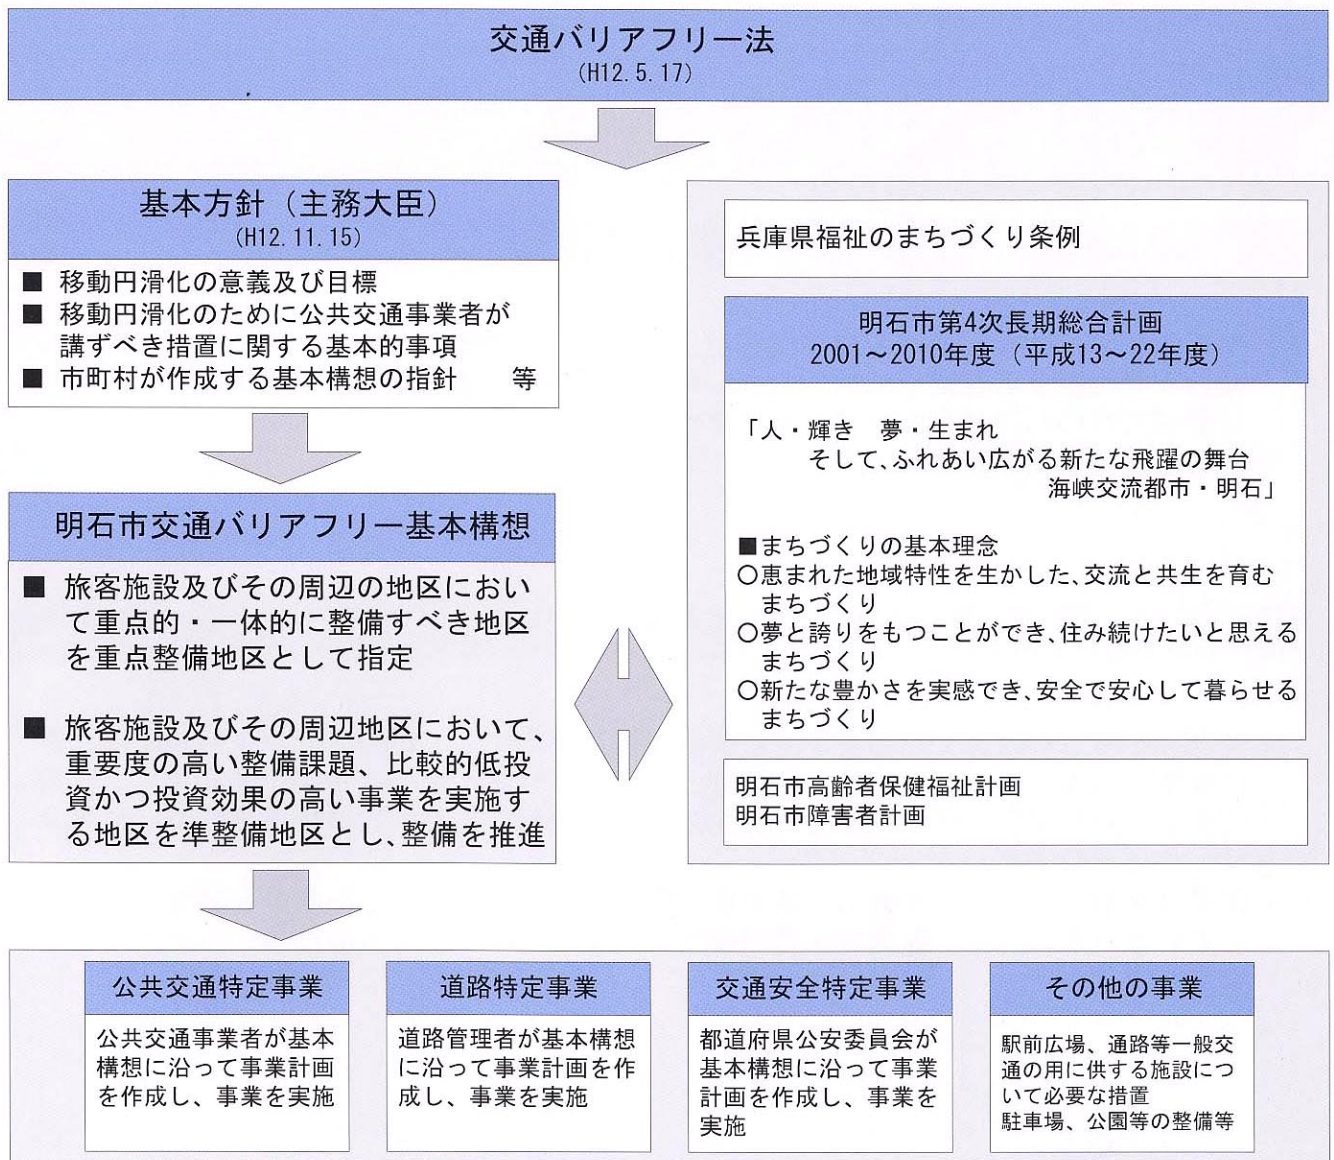 交通バリアフリー法
(H12.5.17)
基本方針（主務大臣）
(H12.11.15)
■ 移動円滑化の意義及び目標
■ 移動円滑化のために公共交通事業者が
講ずべき措置に関する基本的事項
■ 市町村が作成する基本構想の指針　　等
明石市交通バリアフリー基本構想
■ 旅客施設及びその周辺の地区におい
て重点的・一体的に整備すべき地区
を重点整備地区として指定
■ 旅客施設及びその周辺地区において、
重要度の高い整備課題、比較的低投
資かつ投資効果の高い事業を実施す
る地区を準整備地区とし、整備を推進
兵庫県福祉のまちづくり条例
明石市第4次長期総合計画
2001～2010年度（平成13～22年度）
「人・輝き　夢・生まれ
そして、ふれあい広がる新たな飛躍の舞台
海峡交流都市・明石」
■まちづくりの基本理念
○恵まれた地域特性を生かした、交流と共生を育む
まちづくり
○夢と誇りをもつことができ、住み続けたいと思える
まちづくり
○新たな豊かさを実感でき、安全で安心して暮らせる
まちづくり
明石市高齢者保健福祉計画
明石市障害者計画
公共交通特定事業
公共交通事業者が基本
構想に沿って事業計画
を作成し、事業を実施
道路特定事業
道路管理者が基本構想
に沿って事業計画を作
成し、事業を実施
交通安全特定事業
都道府県公安委員会が
基本構想に沿って事業
計画を作成し、事業を
実施
その他の事業
駅前広場、通路等一般交
通の用に供する施設につ
いて必要な措置
駐車場、公園等の整備等